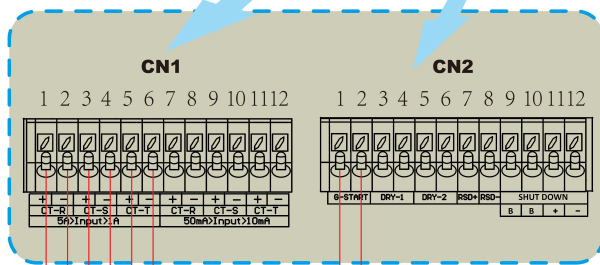 CN1 CN2
1 2 3 4 5 6 7 8 9 10 11 12 1 2 3 4 5 6 7 8 9 10 11 12
+ - + - + - + - + - + -
CT-R CT-S CT-T CT-R CT-S CT-T G-START DRY-1 DRY-2 RSD+ RSD- SHUT DOWN
5A>Input>1A 50mA>Input>10mA B B + -